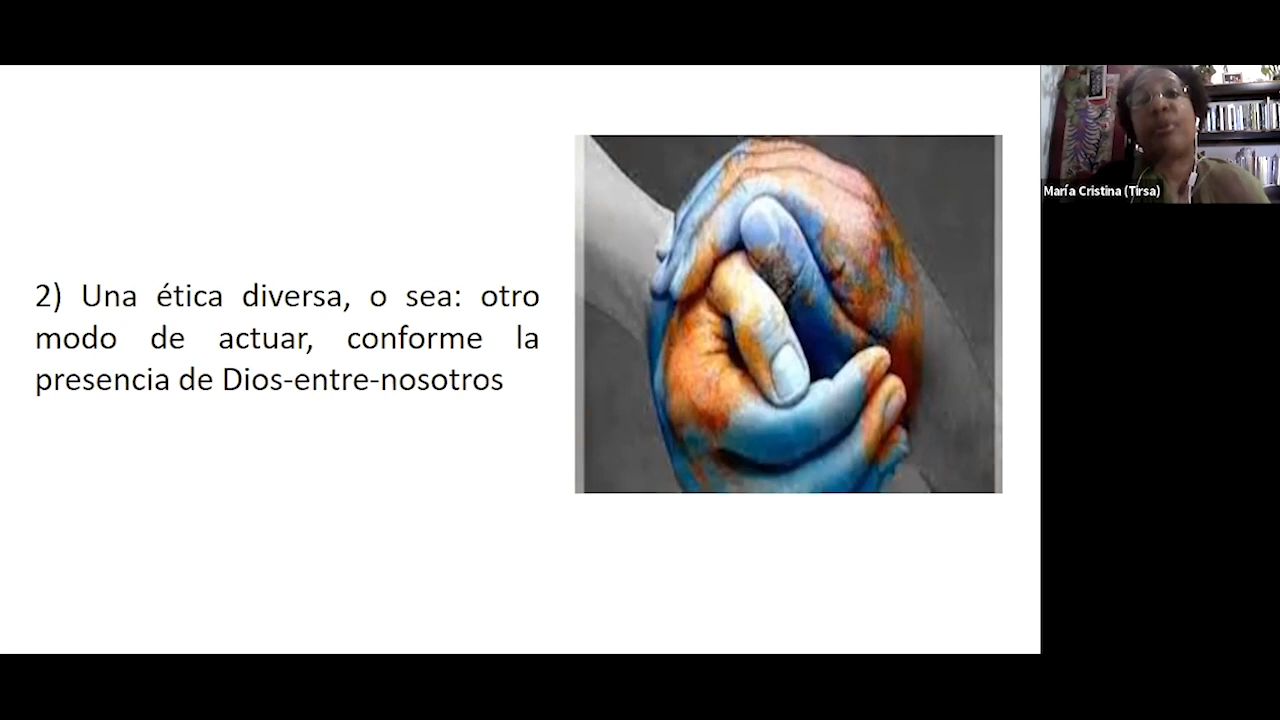 2) Una ética diversa, o sea: otro
modo de actuar, conforme la
presencia de Dios-entre-nosotros
María Cristina (Tirsa)